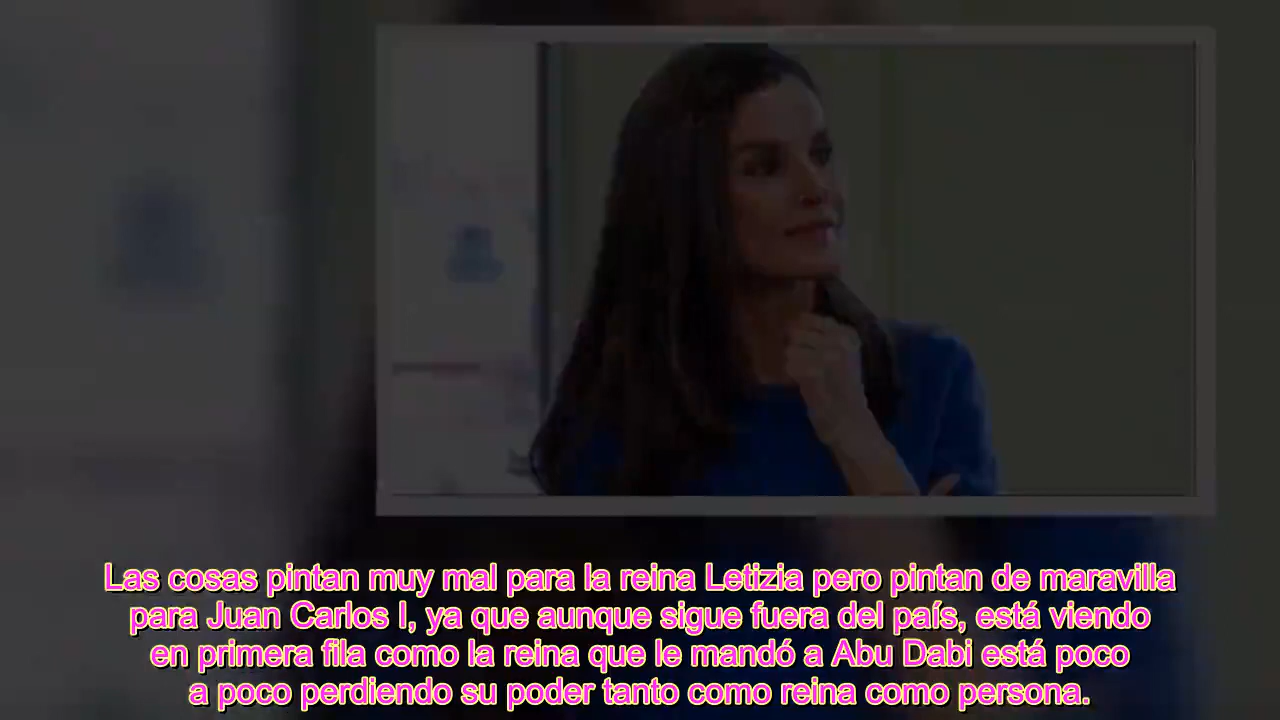 Las cosas pintan muy mal para la reina Letizia pero pintan de maravilla
para Juan Carlos I, ya que aunque sigue fuera del país, está viendo
en primera fila como la reina que le mandó a Abu Dabi está poco
a poco perdiendo su poder tanto como reina como persona.